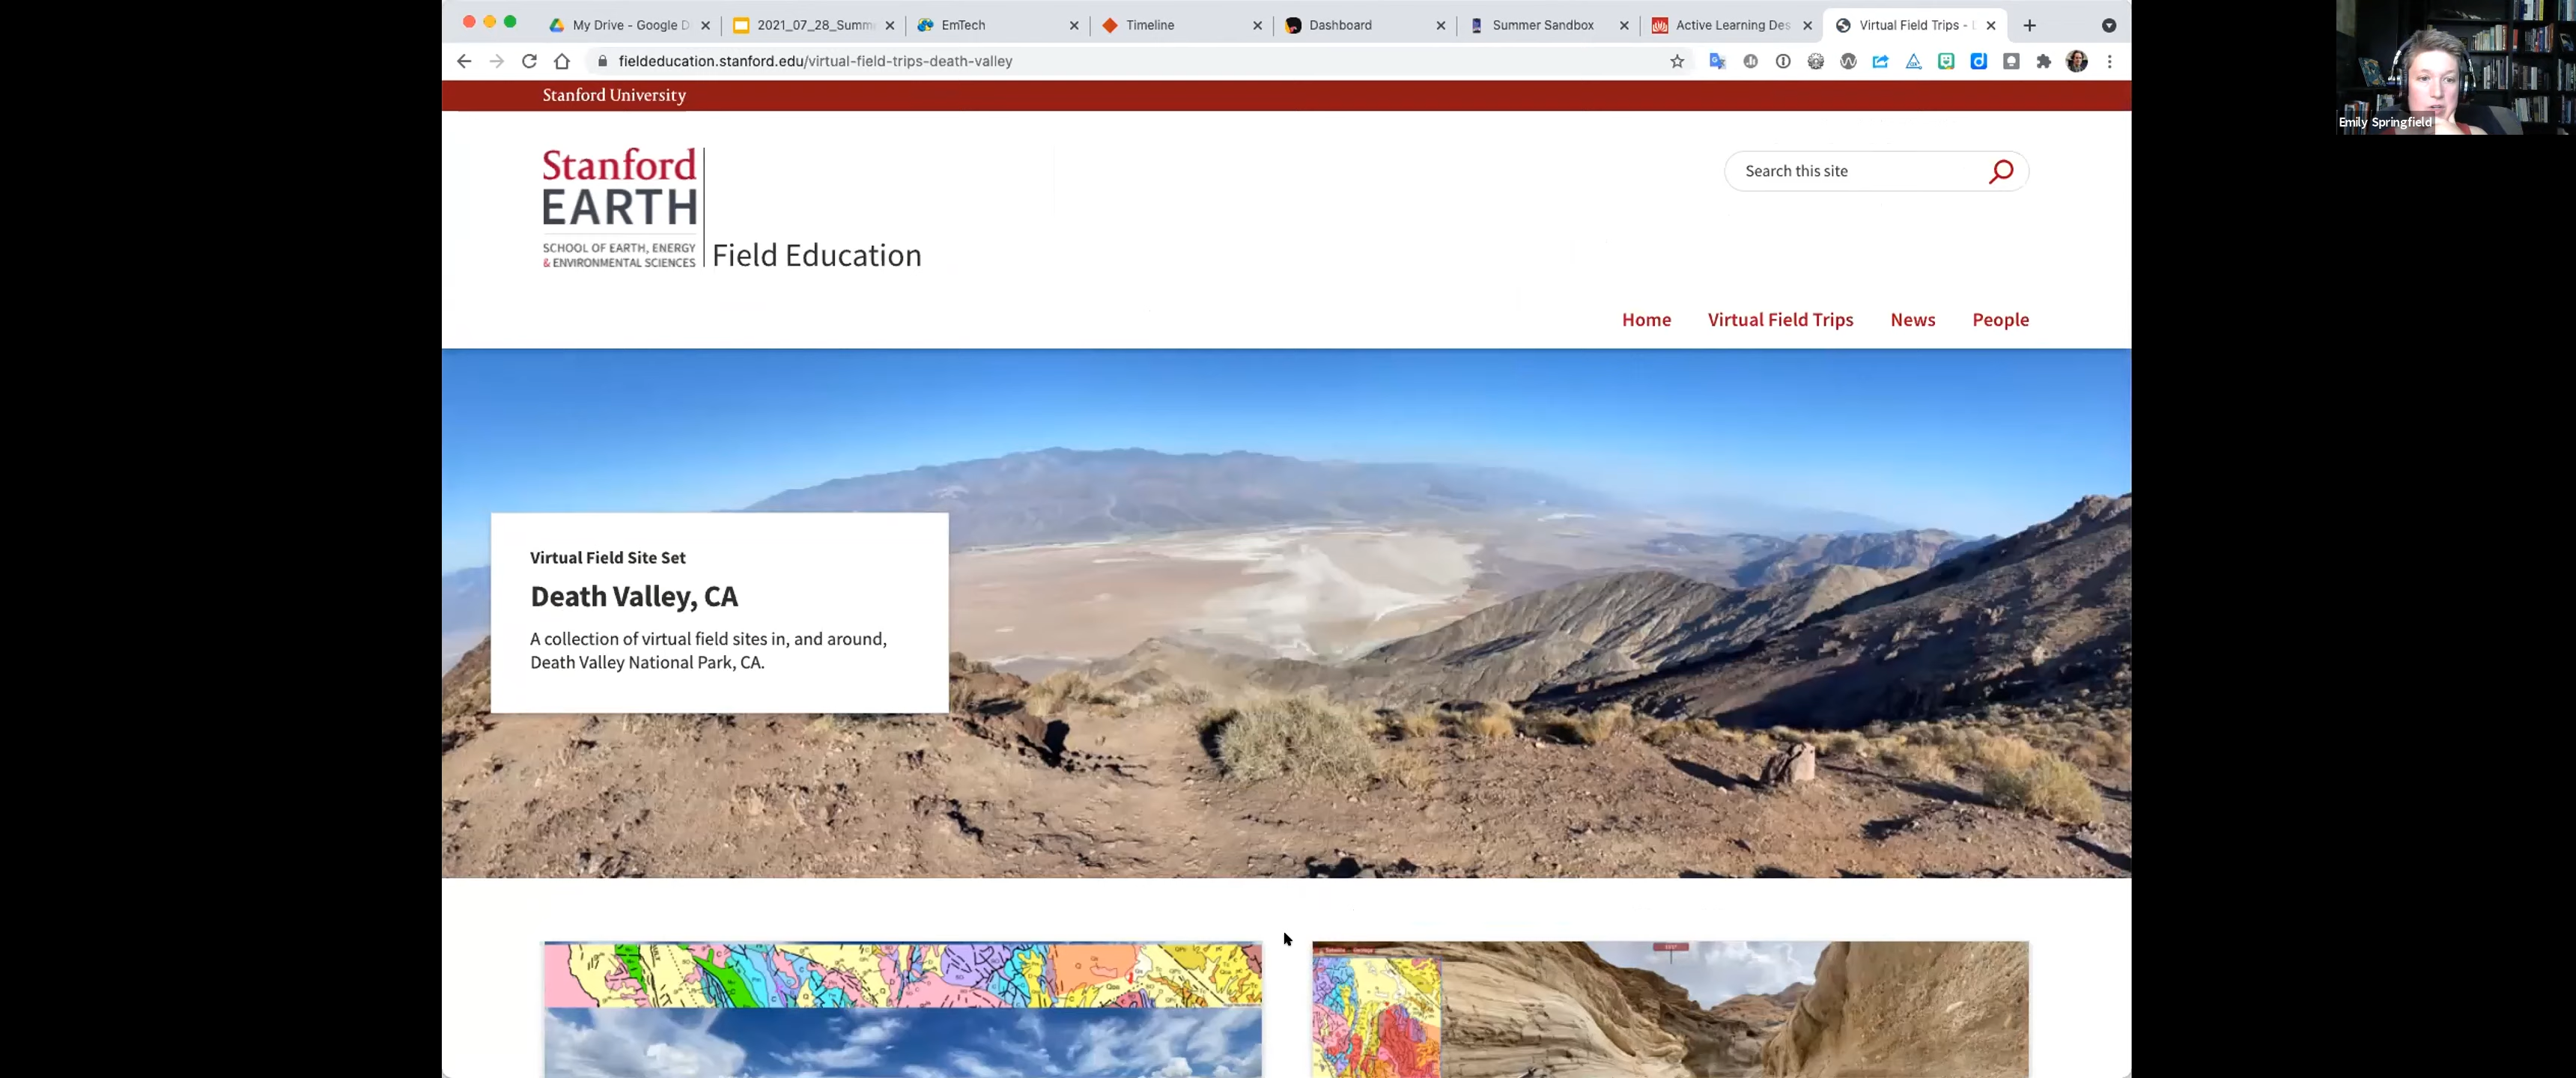 My Drive - Google D
2021_07_28_Summ
EmTech
Timeline
Dashboard
Summer Sandbox
Active Learning Des
Virtual Field Trips -
fieldeducation.stanford.edu/virtual-field-trips-death-valley
Stanford University
Stanford
EARTH
SCHOOL OF EARTH, ENERGY
& ENVIRONMENTAL SCIENCES
Field Education
Search this site
Home Virtual Field Trips News People
Virtual Field Site Set
Death Valley, CA
A collection of virtual field sites in, and around,
Death Valley National Park, CA.
Emily Springfield